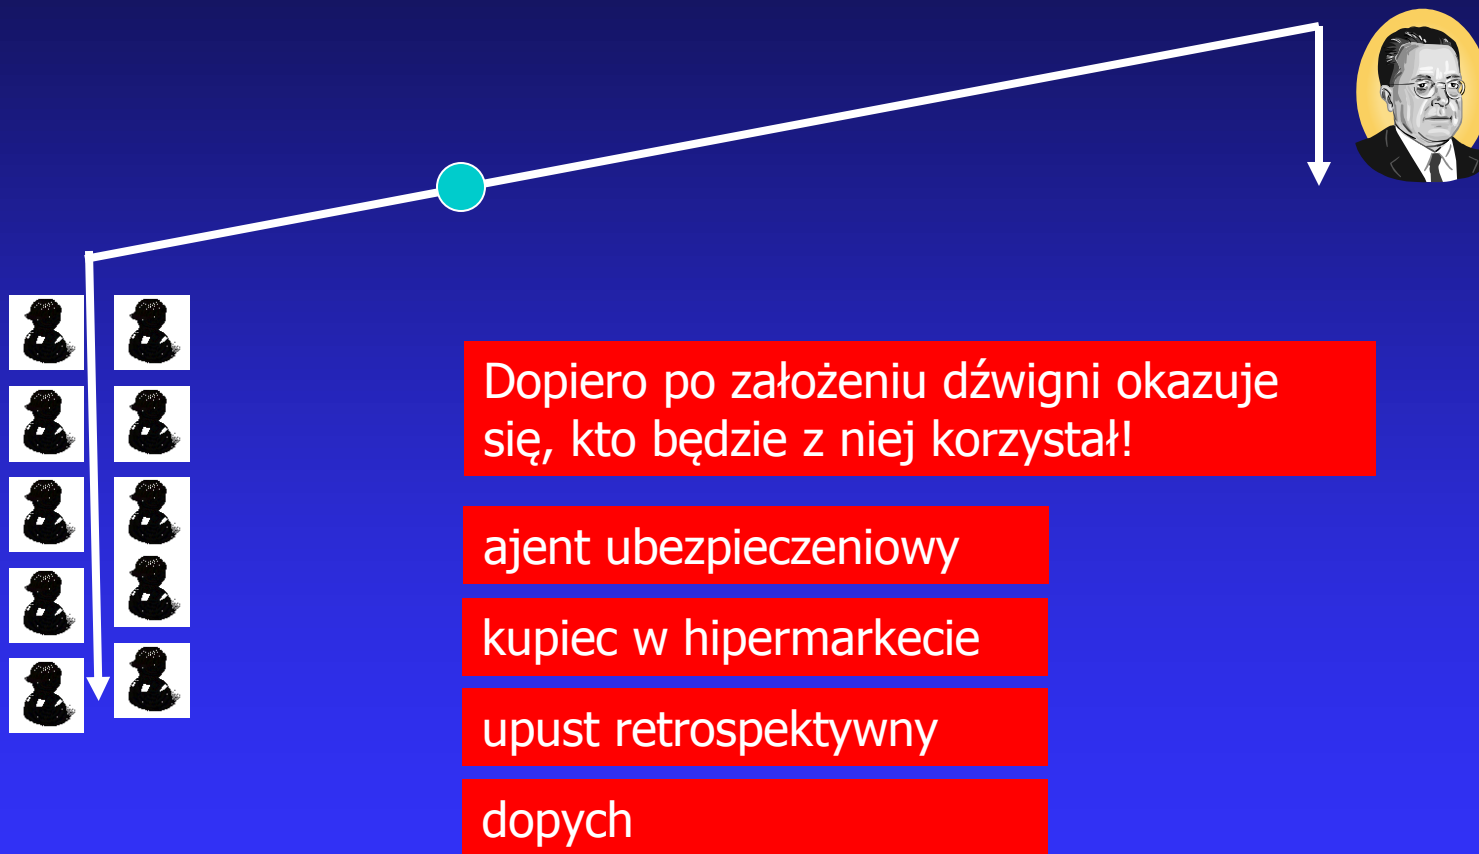 Dopiero po założeniu dźwigni okazuje
się, kto będzie z niej korzystał!
ajent ubezpieczeniowy
kupiec w hipermarkecie
upust retrospektywny
dopych